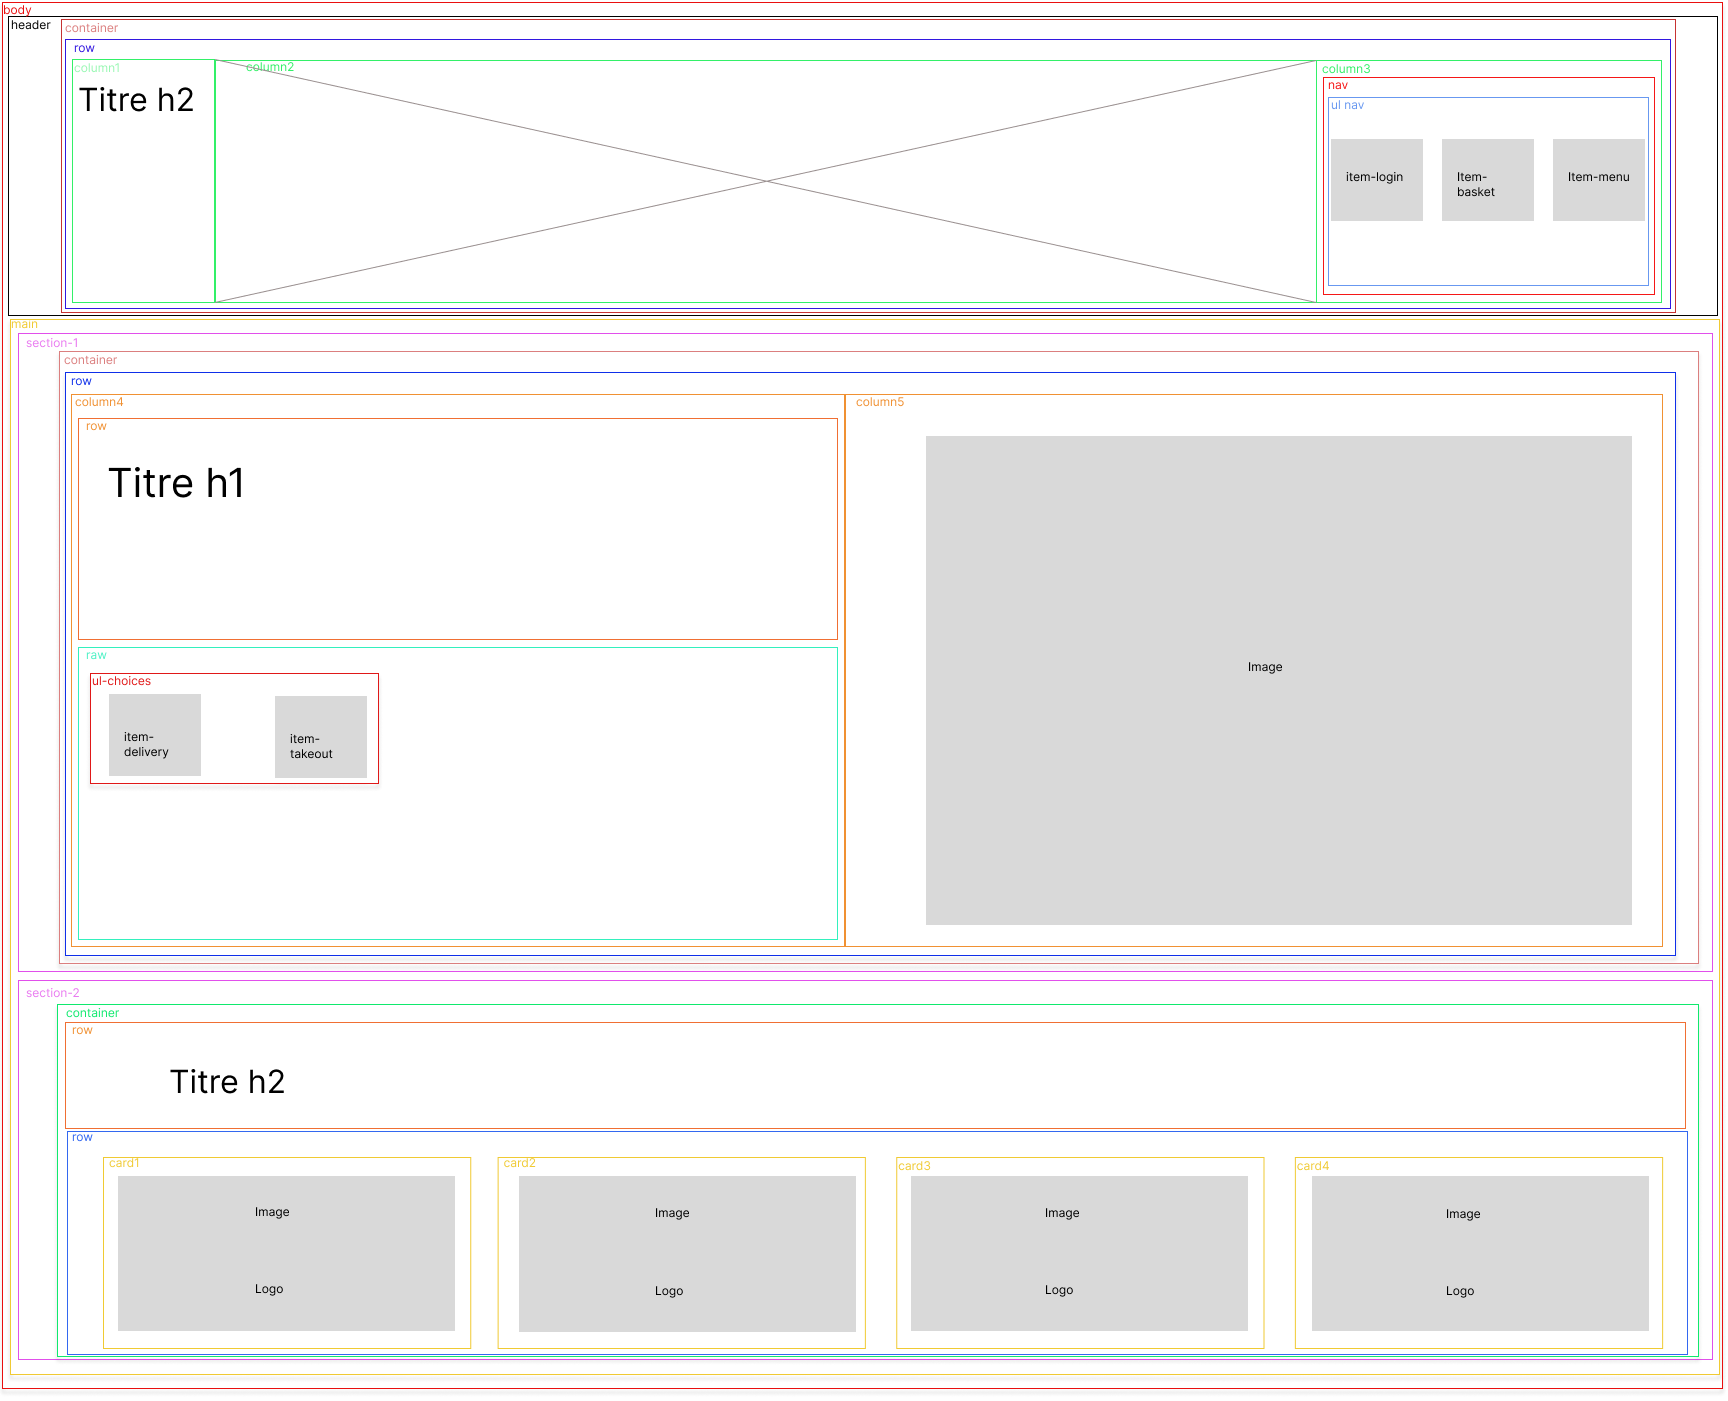 body
header
container
row
column1
column2
column3
Titre h2
nav
ul nav
item-login
Item-
basket
Item-menu
main
section-1
container
row
column4
column5
row
Titre h1
Image
raw
ul-choices
item-
delivery
item-
takeout
section-2
container
row
Titre h2
row
card1
card2
card3
card4
Image
Image
Image
Image
Logo
Logo
Logo
Logo